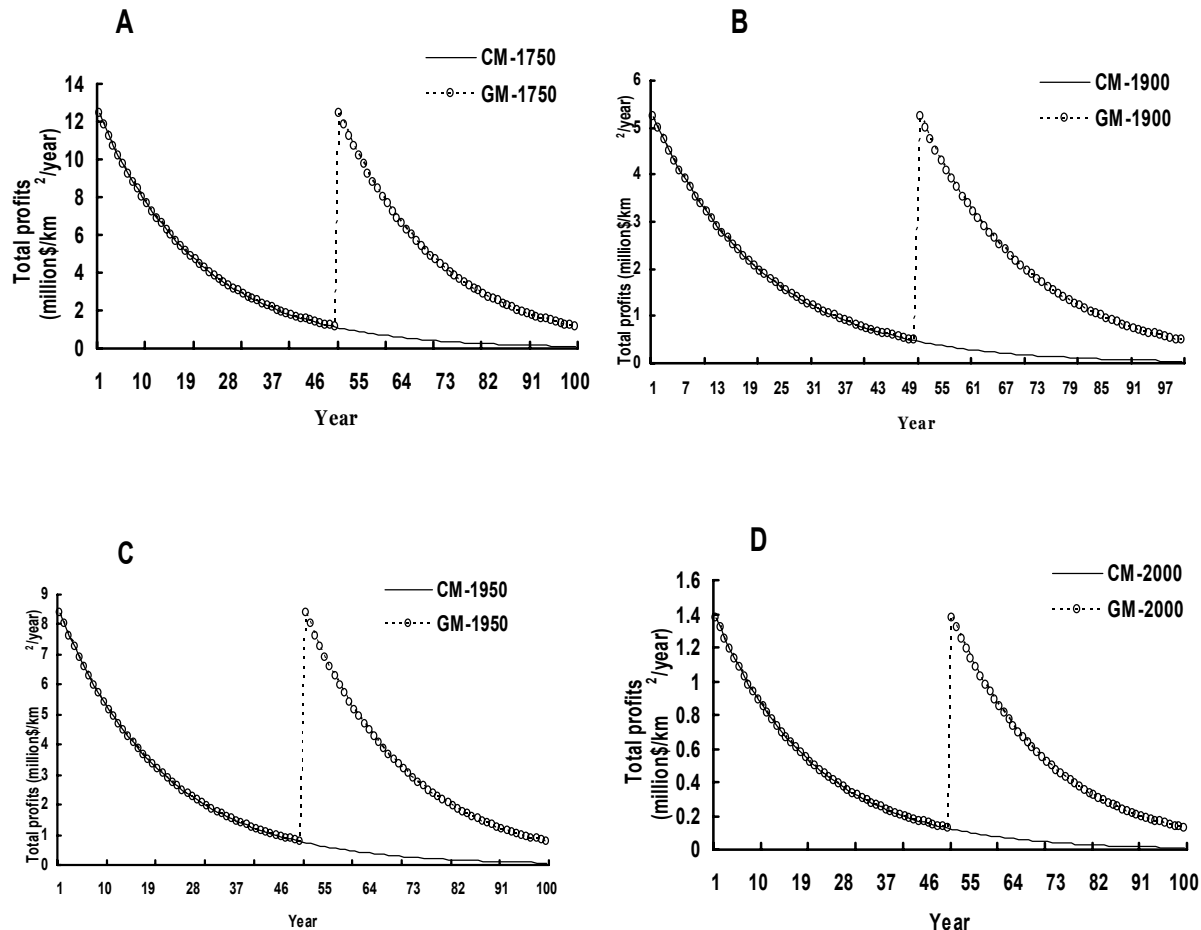 A
CM-1750
GM-1750
Total profits
(million$/km 2/year)
14
12
10
8
6
4
2
0
1 10 19 28 37 46 55 64 73 82 91 100
Year
B
CM-1900
GM-1900
Total profits (million$/km 2/year)
6
5
4
3
2
1
0
1 7 13 19 25 31 37 43 49 55 61 67 73 79 85 91 97
Year
C
CM-1950
GM-1950
Total profits (million$/km 2/year)
9
8
7
6
5
4
3
2
1
0
1 10 19 28 37 46 55 64 73 82 91 100
Year
D
CM-2000
GM-2000
Total profits
(million$/km 2/year)
1.6
1.4
1.2
1
0.8
0.6
0.4
0.2
0
1 10 19 28 37 46 55 64 73 82 91 100
Year